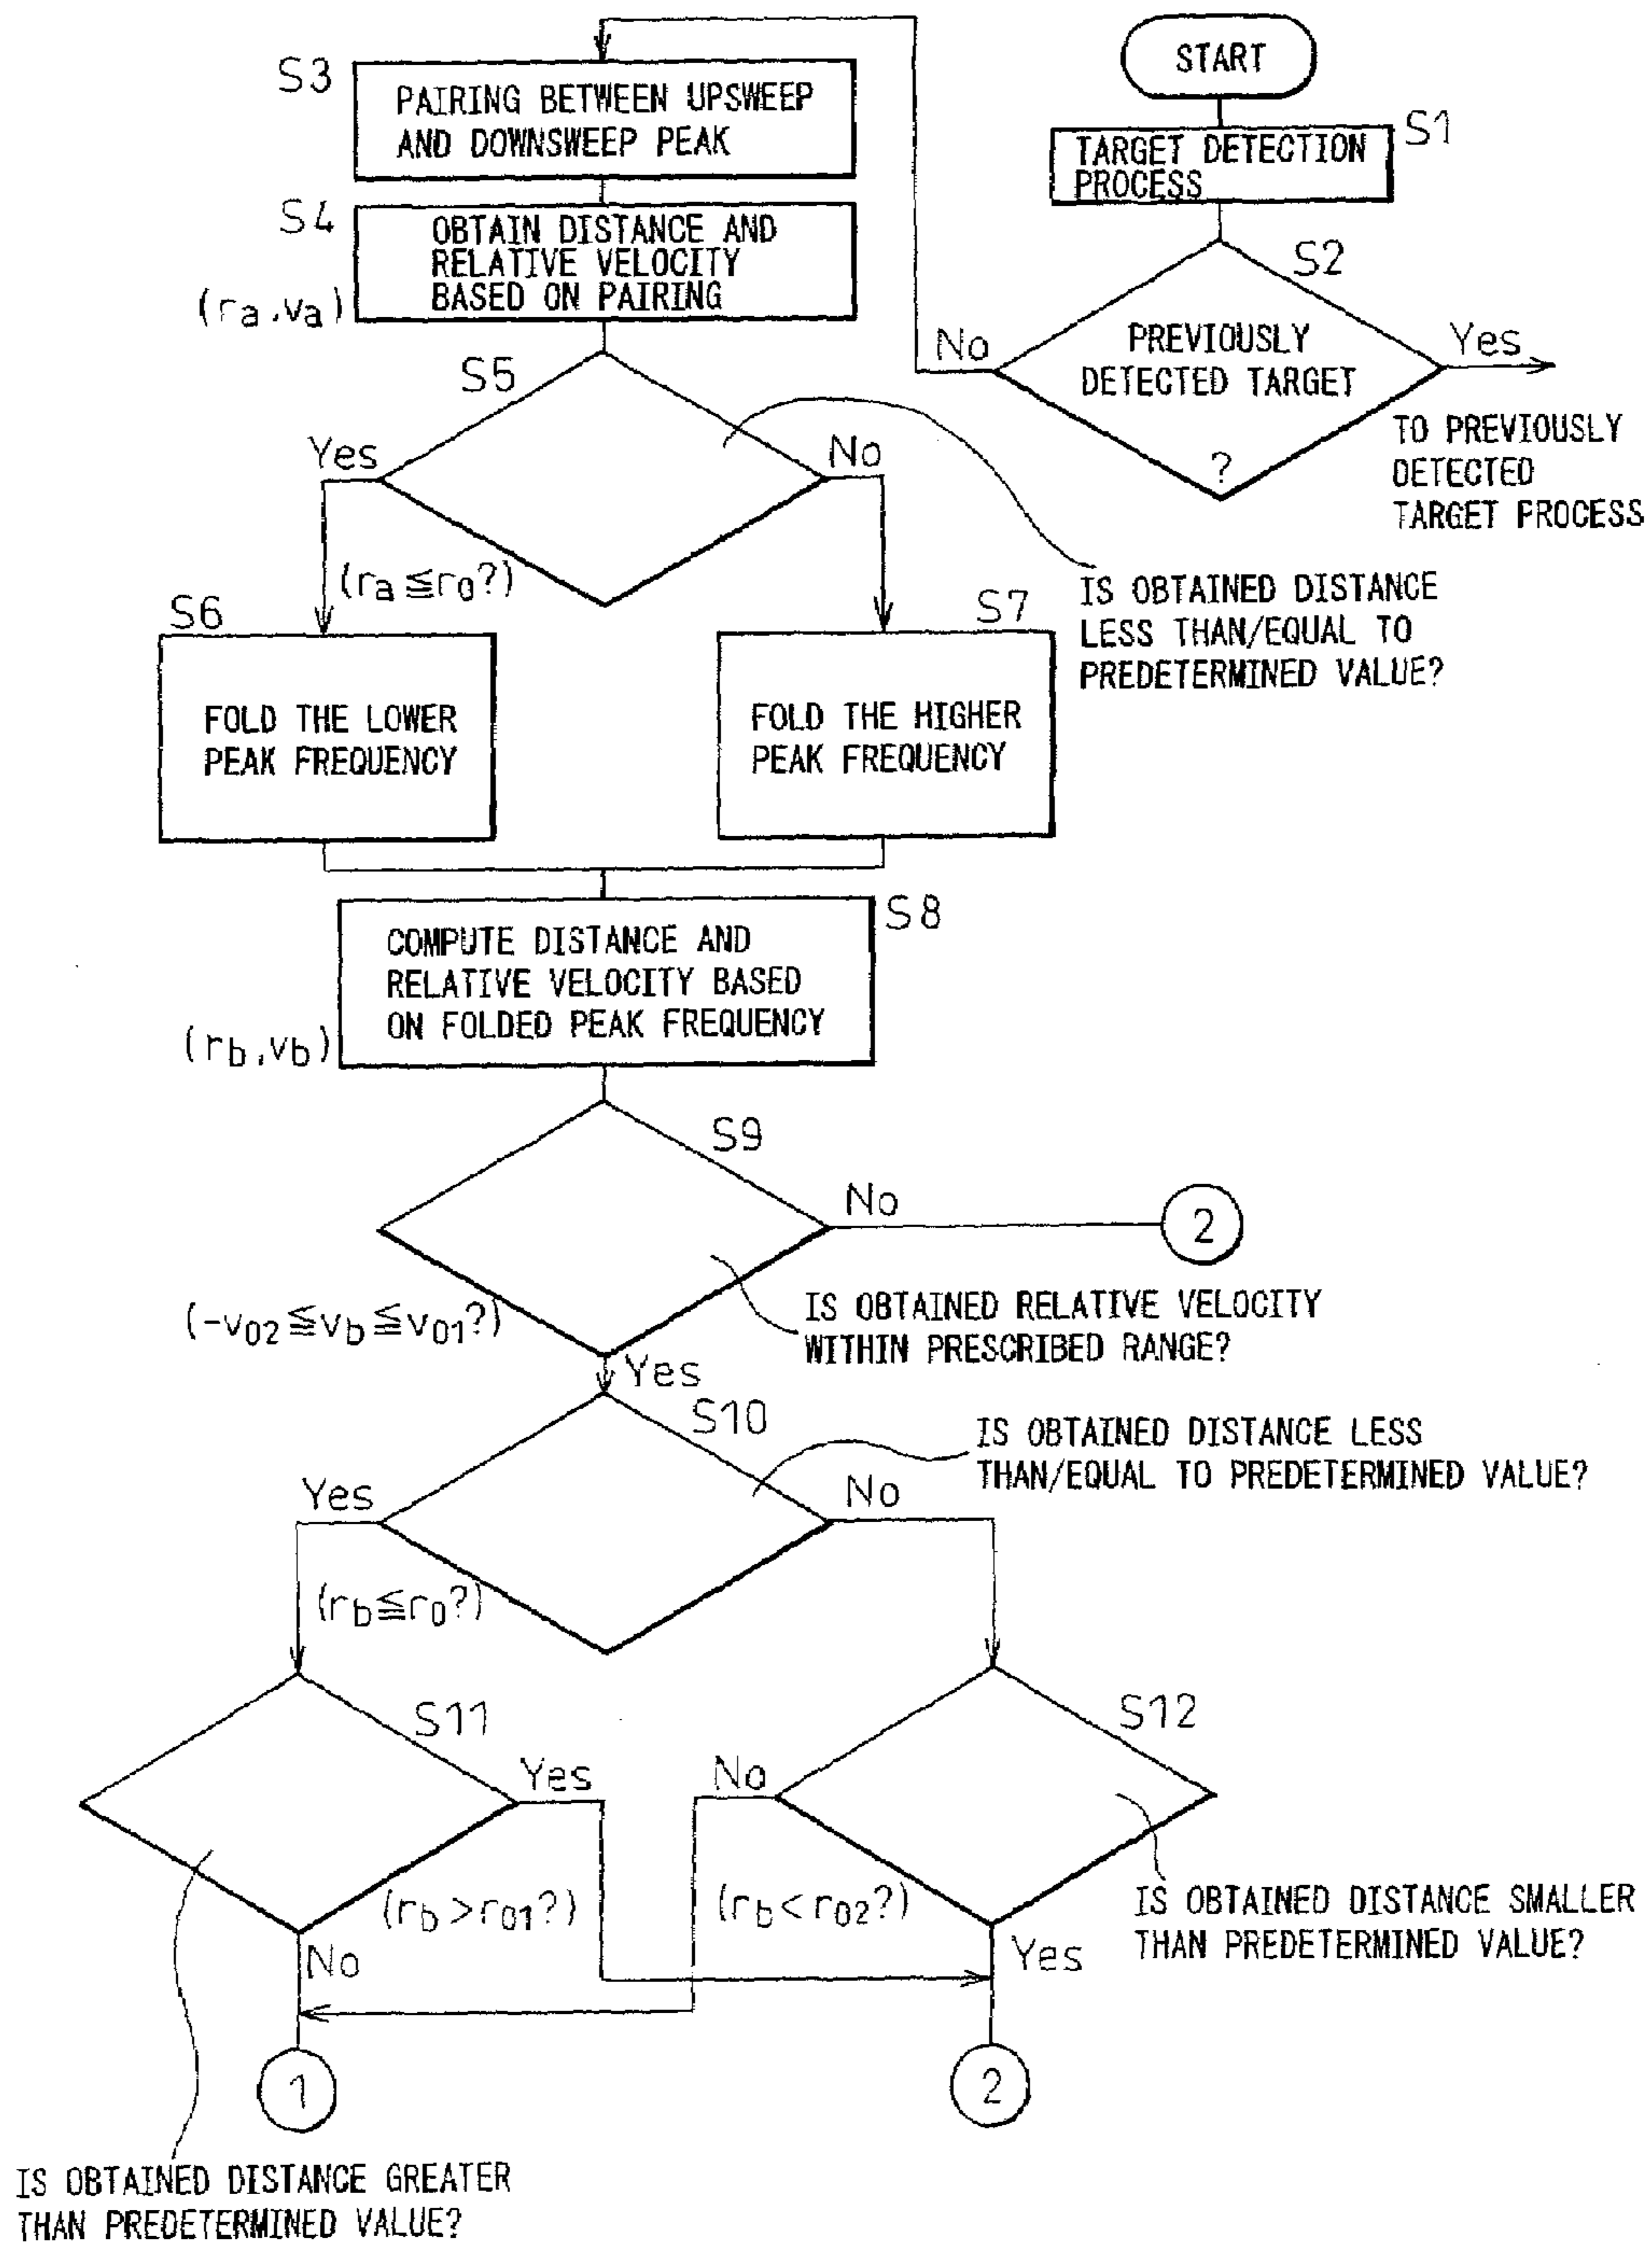 START
S1
TARGET DETECTION
PROCESS
S2
PREVIOUSLY
DETECTED TARGET
?
No
Yes
TO PREVIOUSLY
DETECTED
TARGET PROCESS
S3
PAIRING BETWEEN UPSWEEP
AND DOWNSWEEP PEAK
S4
OBTAIN DISTANCE AND
RELATIVE VELOCITY
BASED ON PAIRING
(ra,va)
S5
Yes
No
(ra≦r0?)
IS OBTAINED DISTANCE
LESS THAN/EQUAL TO
PREDETERMINED VALUE?
S6
FOLD THE LOWER
PEAK FREQUENCY
S7
FOLD THE HIGHER
PEAK FREQUENCY
S8
COMPUTE DISTANCE AND
RELATIVE VELOCITY BASED
ON FOLDED PEAK FREQUENCY
(rb,vb)
S9
No
2
(-v02≦vb≦v01?)
IS OBTAINED RELATIVE VELOCITY
WITHIN PRESCRIBED RANGE?
Yes
S10
IS OBTAINED DISTANCE LESS
THAN/EQUAL TO PREDETERMINED VALUE?
Yes
No
(rb≦r0?)
S11
Yes
(rb>r01?)
No
S12
No
(rb<r02?)
Yes
IS OBTAINED DISTANCE SMALLER
THAN PREDETERMINED VALUE?
1
2
IS OBTAINED DISTANCE GREATER
THAN PREDETERMINED VALUE?